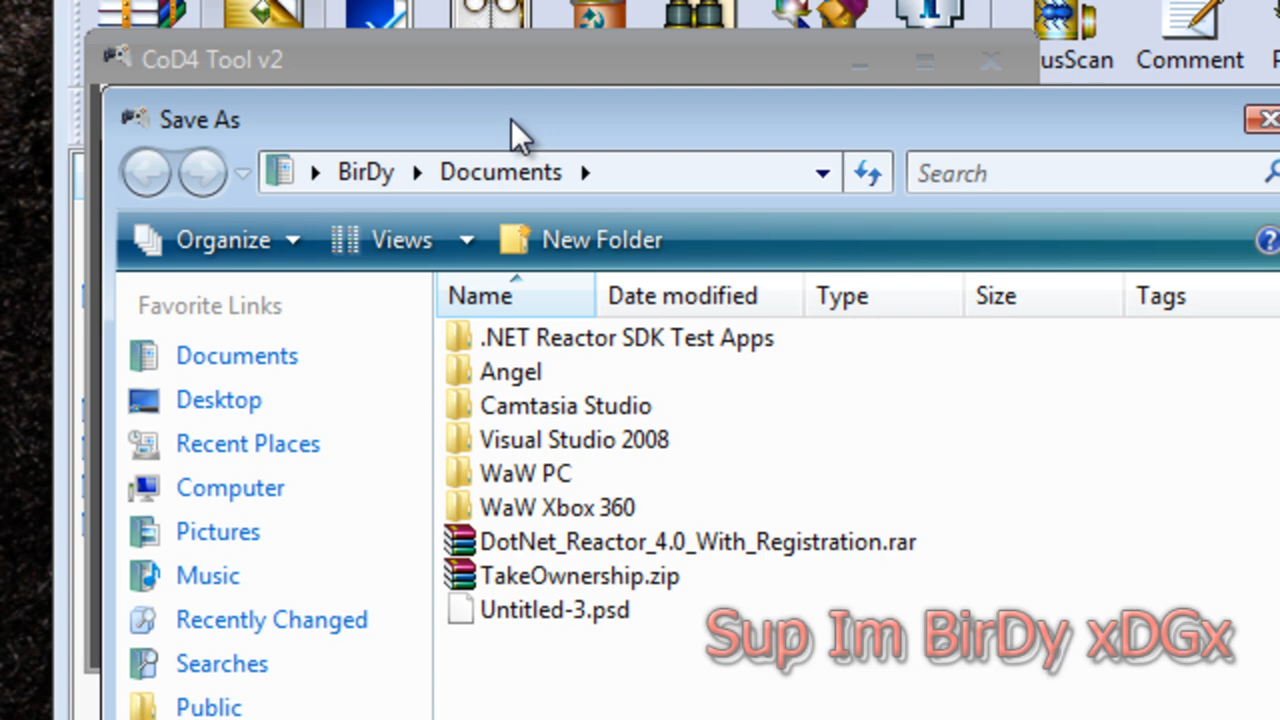 usScan Comment
CoD4 Tool v2
Save As
BirDy Documents
Search
Organize Views New Folder
Favorite Links
Documents
Desktop
Recent Places
Computer
Pictures
Music
Recently Changed
Searches
Public
Name Date modified Type Size Tags
.NET Reactor SDK Test Apps
Angel
Camtasia Studio
Visual Studio 2008
WaW PC
WaW Xbox 360
DotNet_Reactor_4.0_With_Registration.rar
TakeOwnership.zip
Untitled-3.psd
Sup Im BirDy xDGx